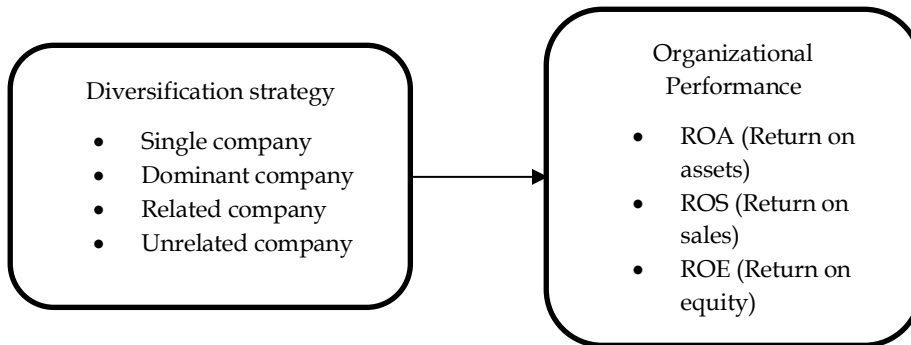 Diversification strategy
• Single company
• Dominant company
• Related company
• Unrelated company
Organizational
Performance
• ROA (Return on
assets)
• ROS (Return on
sales)
• ROE (Return on
equity)